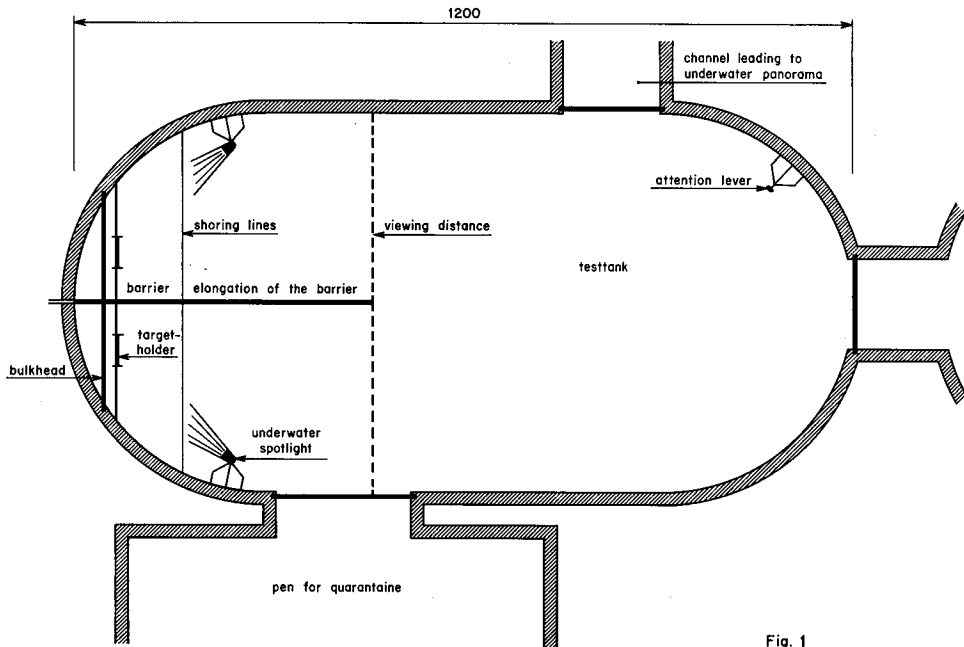 1200
channel leading to
underwater panorama
attention lever
shoring lines
viewing distance
testtank
barrier
elongation of the barrier
target-
holder
bulkhead
underwater
spotlight
pen for quarantaine
Fig. 1